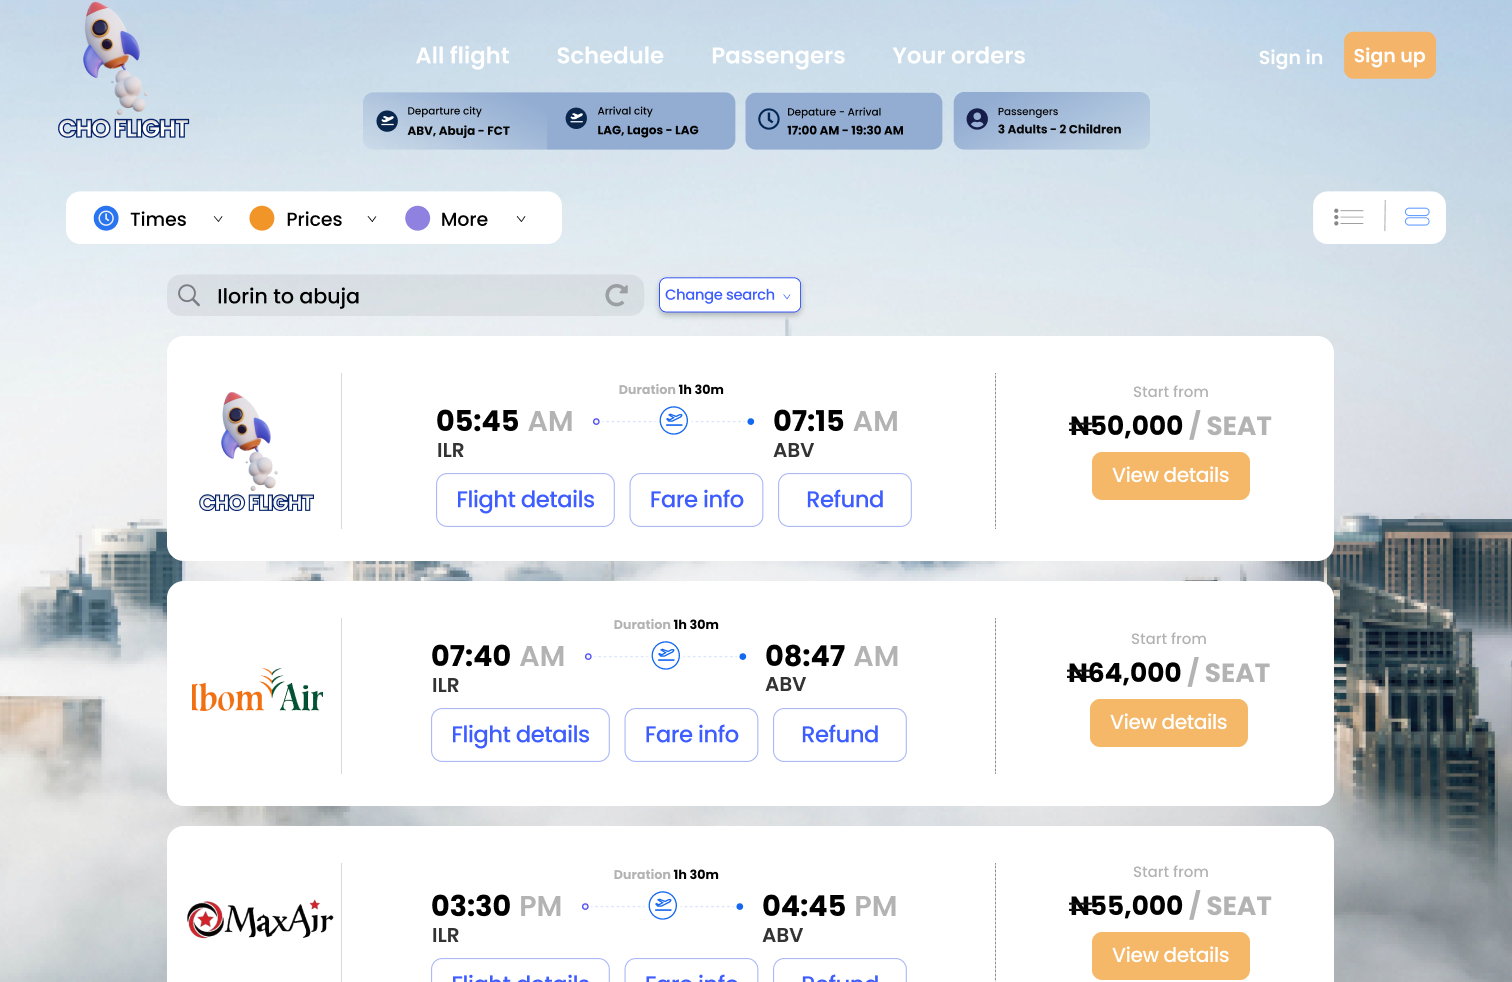 All flight Schedule Passengers Your orders
Sign in Sign up
CHO FLIGHT
Departure city
ABV, Abuja - FCT
Arrival city
LAG, Lagos - LAG
Depature - Arrival
17:00 AM - 19:30 AM
Passengers
3 Adults - 2 Children
Times Prices More
Ilorin to abuja
Change search
CHO FLIGHT
Duration 1h 30m
05:45 AM 07:15 AM
ILR ABV
Flight details Fare info Refund
Start from
₦50,000 / SEAT
View details
Ibom Air
Duration 1h 30m
07:40 AM 08:47 AM
ILR ABV
Flight details Fare info Refund
Start from
₦64,000 / SEAT
View details
MaxAir
Duration 1h 30m
03:30 PM 04:45 PM
ILR ABV
Flight details Fare info Refund
Start from
₦55,000 / SEAT
View details